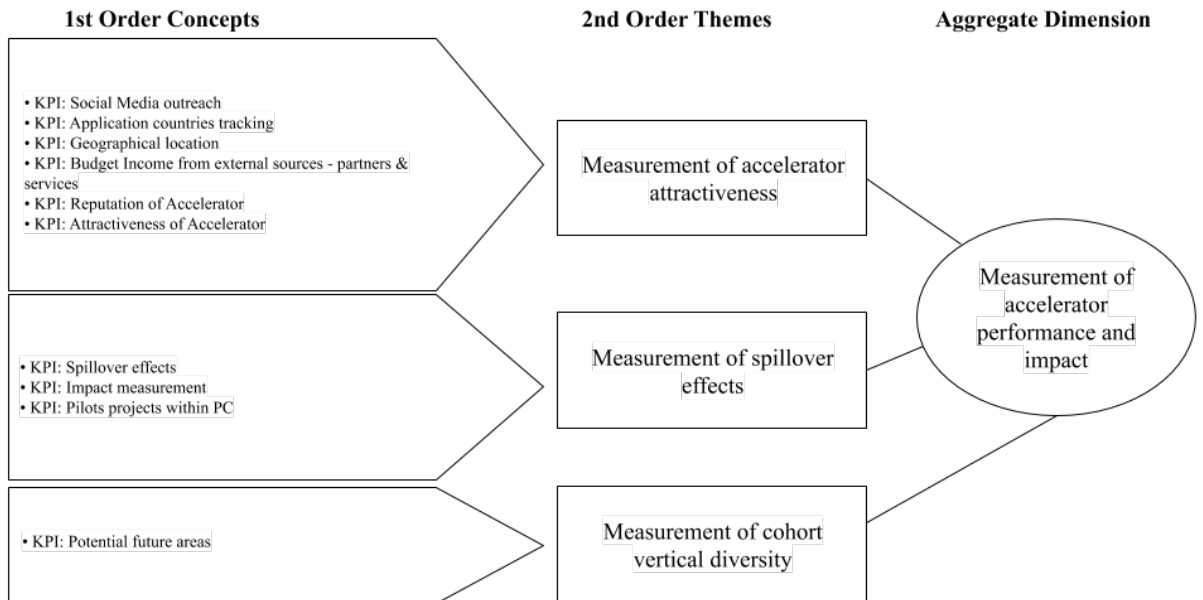 1st Order Concepts
2nd Order Themes
Aggregate Dimension
• KPI: Social Media outreach
• KPI: Application countries tracking
• KPI: Geographical location
• KPI: Budget Income from external sources - partners &
services
• KPI: Reputation of Accelerator
• KPI: Attractiveness of Accelerator
Measurement of accelerator
attractiveness
• KPI: Spillover effects
• KPI: Impact measurement
• KPI: Pilots projects within PC
Measurement of spillover
effects
• KPI: Potential future areas
Measurement of cohort
vertical diversity
Measurement of
accelerator
performance and
impact